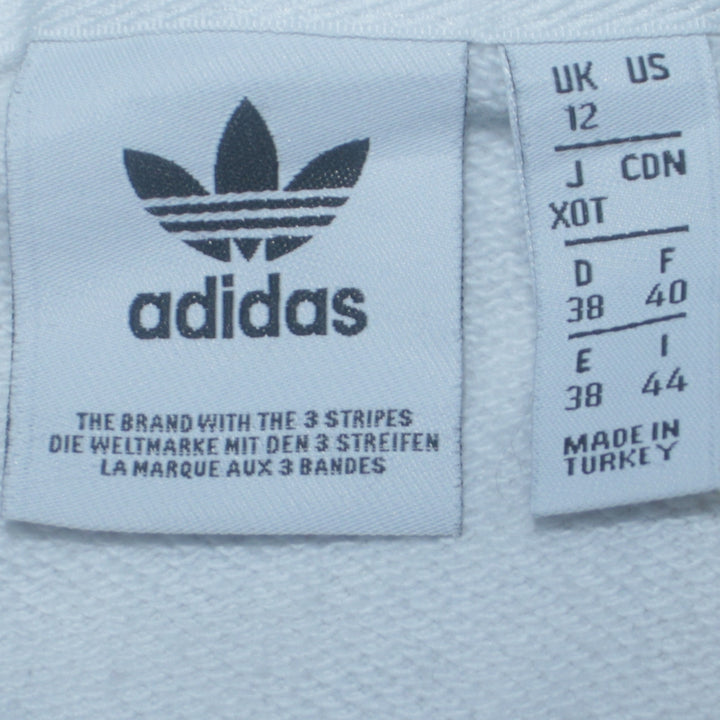 adidas
THE BRAND WITH THE 3 STRIPES
DIE WELTMARKE MIT DEN 3 STREIFEN
LA MARQUE AUX 3 BANDES
UK US
12
J CDN
XOT
D F
38 40
E I
38 44
MADE IN
TURKEY